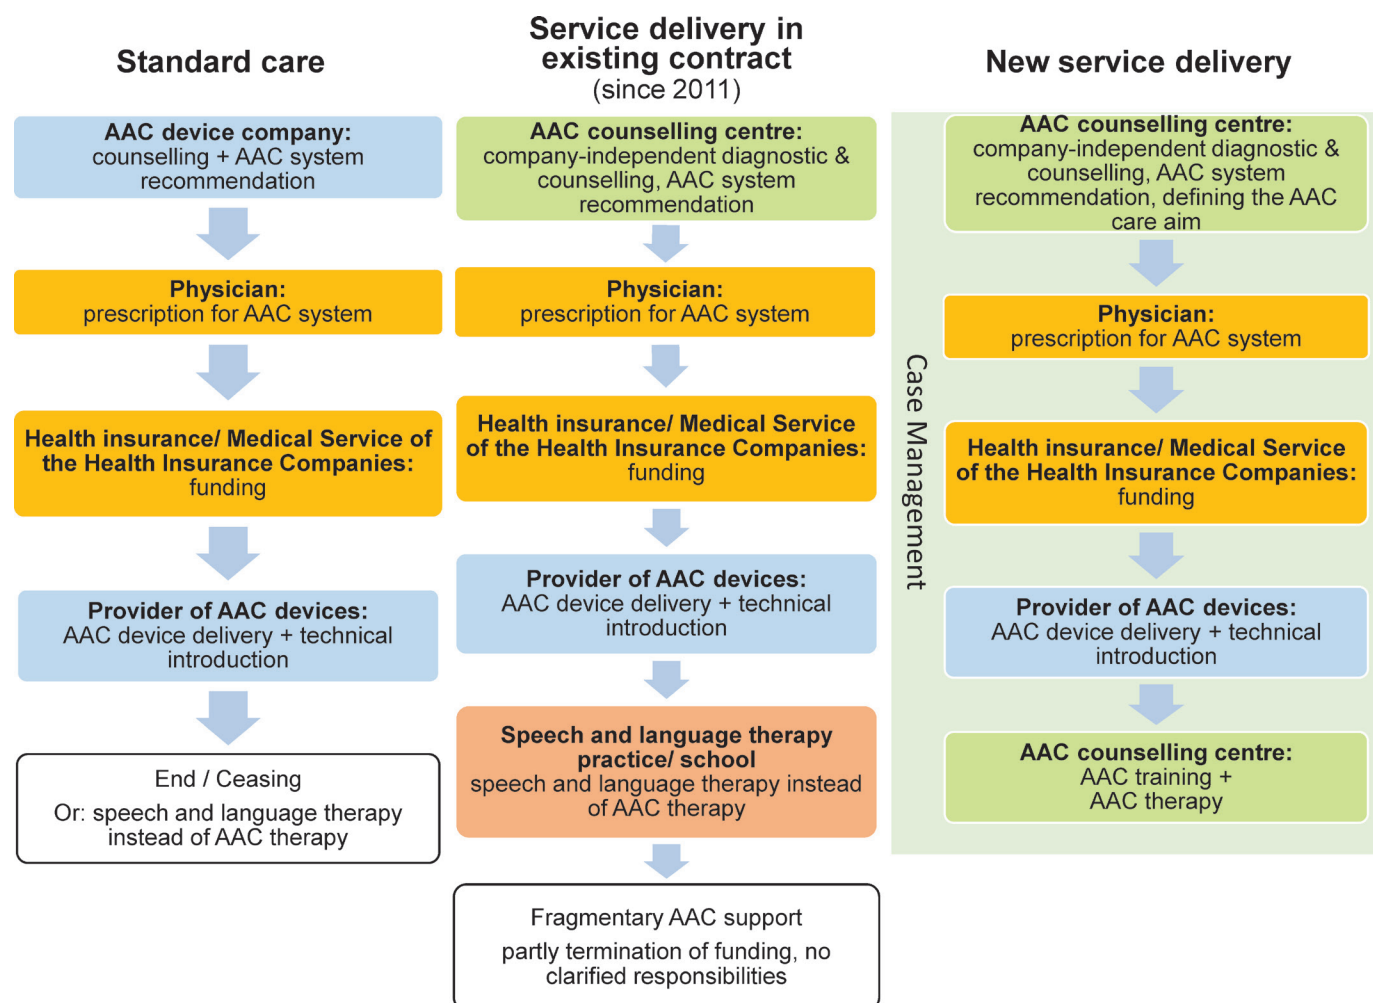 Standard care
AAC device company:
counselling + AAC system
recommendation
Physician:
prescription for AAC system
Health insurance/ Medical Service of
the Health Insurance Companies:
funding
Provider of AAC devices:
AAC device delivery + technical
introduction
End / Ceasing
Or: speech and language therapy
instead of AAC therapy
Service delivery in
existing contract
(since 2011)
AAC counselling centre:
company-independent diagnostic &
counselling, AAC system
recommendation
Physician:
prescription for AAC system
Health insurance/ Medical Service
of the Health Insurance Companies:
funding
Provider of AAC devices:
AAC device delivery + technical
introduction
Speech and language therapy
practice/ school
speech and language therapy instead
of AAC therapy
Fragmentary AAC support
partly termination of funding, no
clarified responsibilities
New service delivery
Case Management
AAC counselling centre:
company-independent diagnostic &
counselling, AAC system
recommendation, defining the AAC
care aim
Physician:
prescription for AAC system
Health insurance/ Medical Service
of the Health Insurance Companies:
funding
Provider of AAC devices:
AAC device delivery + technical
introduction
AAC counselling centre:
AAC training +
AAC therapy